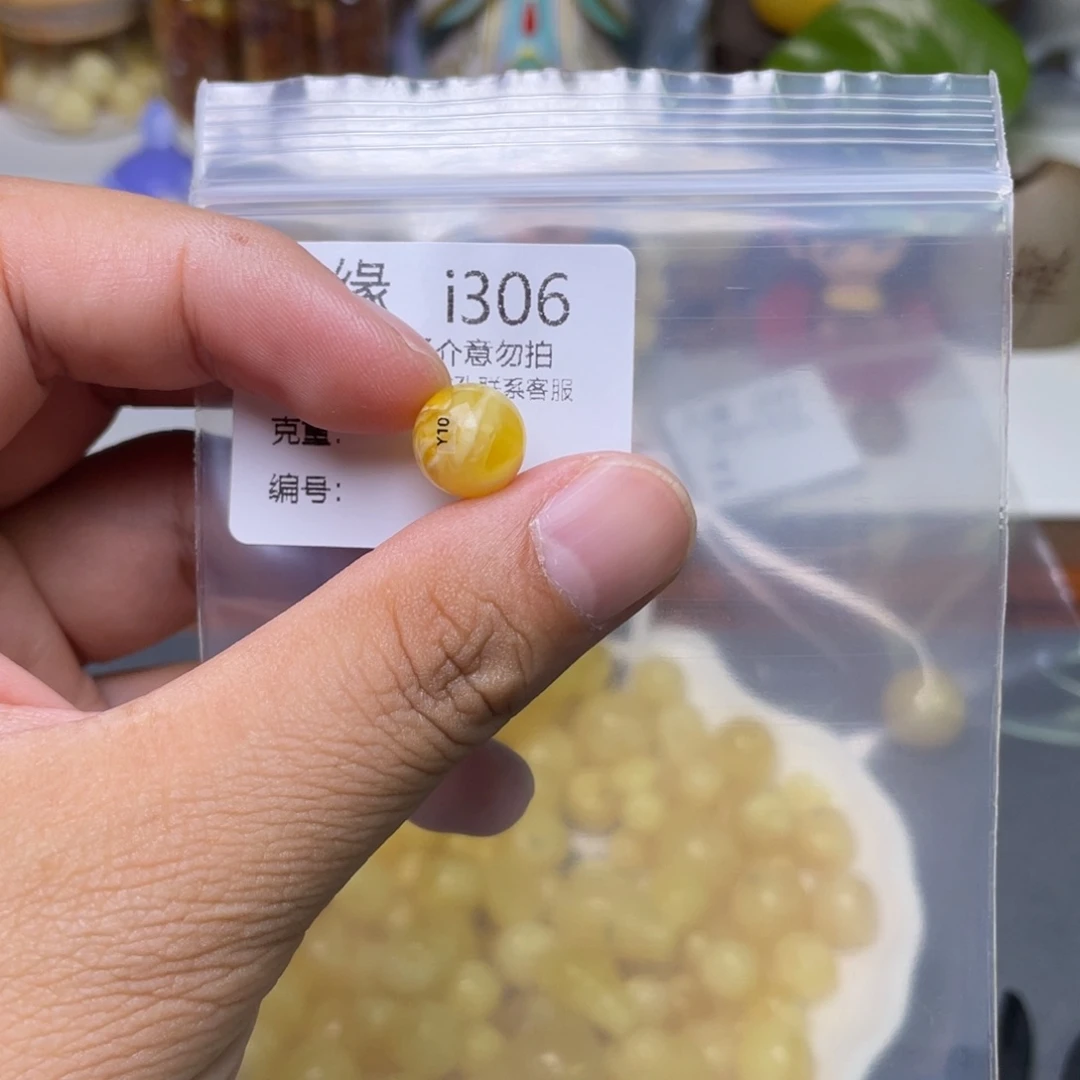 缘 i306
介意勿拍
联系客服
克重:
编号:
Y10